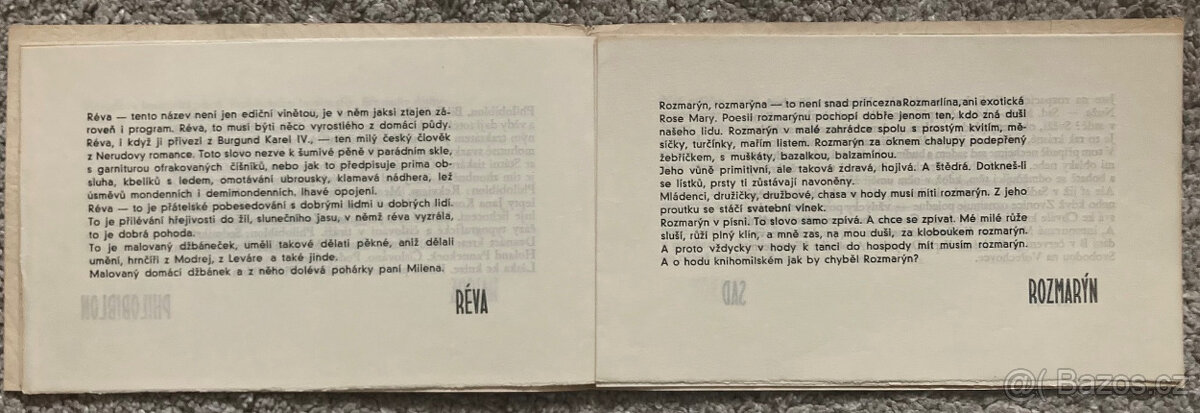 Réva — tento název není jen ediční vinětou, je v něm jaksi ztajen zá-
roveň i program. Réva, to musí býti něco vyrostlého z domácí půdy.
Réva, i když ji přivezl z Burgund Karel IV., — ten milý český člověk
z Nerudovy romance. Toto slovo nezve k šumivé pěně v parádním skle,
s garniturou ofrakovaných číšníků, nebo jak to předpisuje prima ob-
sluha, kbelíků s ledem, omotávání ubrousky, klamavá nádhera, lež
úsměvů mondenních i demimondenních, lhavé opojení.
Réva — to je přátelské pobesedování s dobrými lidmi u dobrých lidí.
To je přilévání hřejivosti do žil, slunečního jasu, v němž réva vyzrála,
to je dobrá pohoda.
To je malovaný džbáneček, uměli takové dělati pěkné, aniž dělali
umění, hrnčíři z Modrej, z Leváre a také jinde.
Malovaný domácí džbánek a z něho dolévá pohárky paní Milena.
RÉVA
PHILOBIBLON
Rozmarýn, rozmarýna — to není snad princezna Rozmarlina, ani exotická
Rose Mary. Poesii rozmarýnu pochopí dobře jenom ten, kdo zná duši
našeho lidu. Rozmarýn v malé zahrádce spolu s prostým kvítím, mě-
síčky, turčínky, mařím listem. Rozmarýn za oknem chalupy podepřený
žebříčkem, s muškáty, bazalkou, balzamínou.
Jeho vůně primitivní, ale taková zdravá, hojivá. A štědrá. Dotkneš-li
se lístků, prsty ti zůstávají navoněny.
Mládenci, družičky, družbové, chasa v hody musí míti rozmarýn. Z jeho
proutku se stáčí svatební vínek.
Rozmarýn v písni. To slovo samo zpívá. A chce se zpívat. Mé milé růže
sluší, růží plný klín, a mně zas, na mou duši, za kloboukem rozmarýn.
A proto vždycky v hody k tanci do hospody mít musím rozmarýn.
A o hodu knihomilském jak by chyběl Rozmarýn?
SAD
ROZMARÝN
@( Bazos.cz